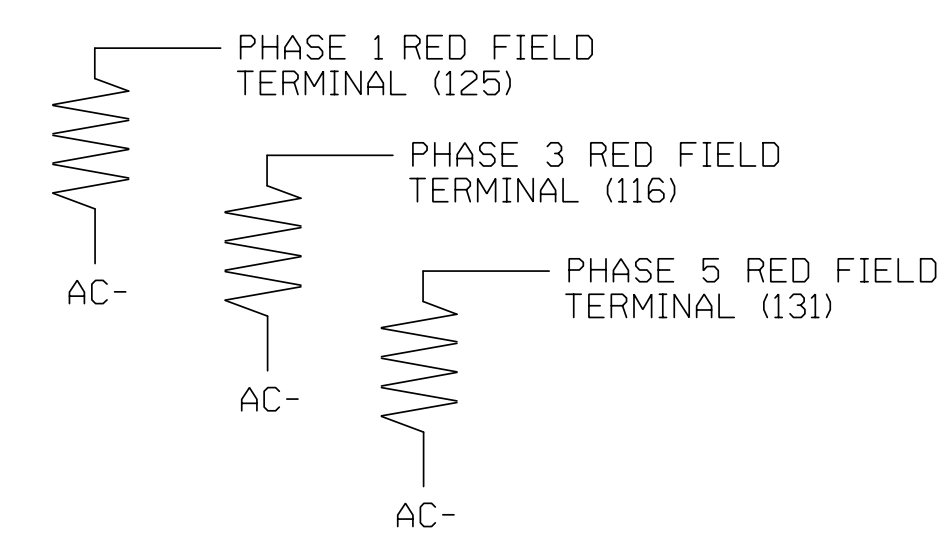 PHASE 1 RED FIELD
TERMINAL (125)
AC-
PHASE 3 RED FIELD
TERMINAL (116)
AC-
PHASE 5 RED FIELD
TERMINAL (131)
AC-